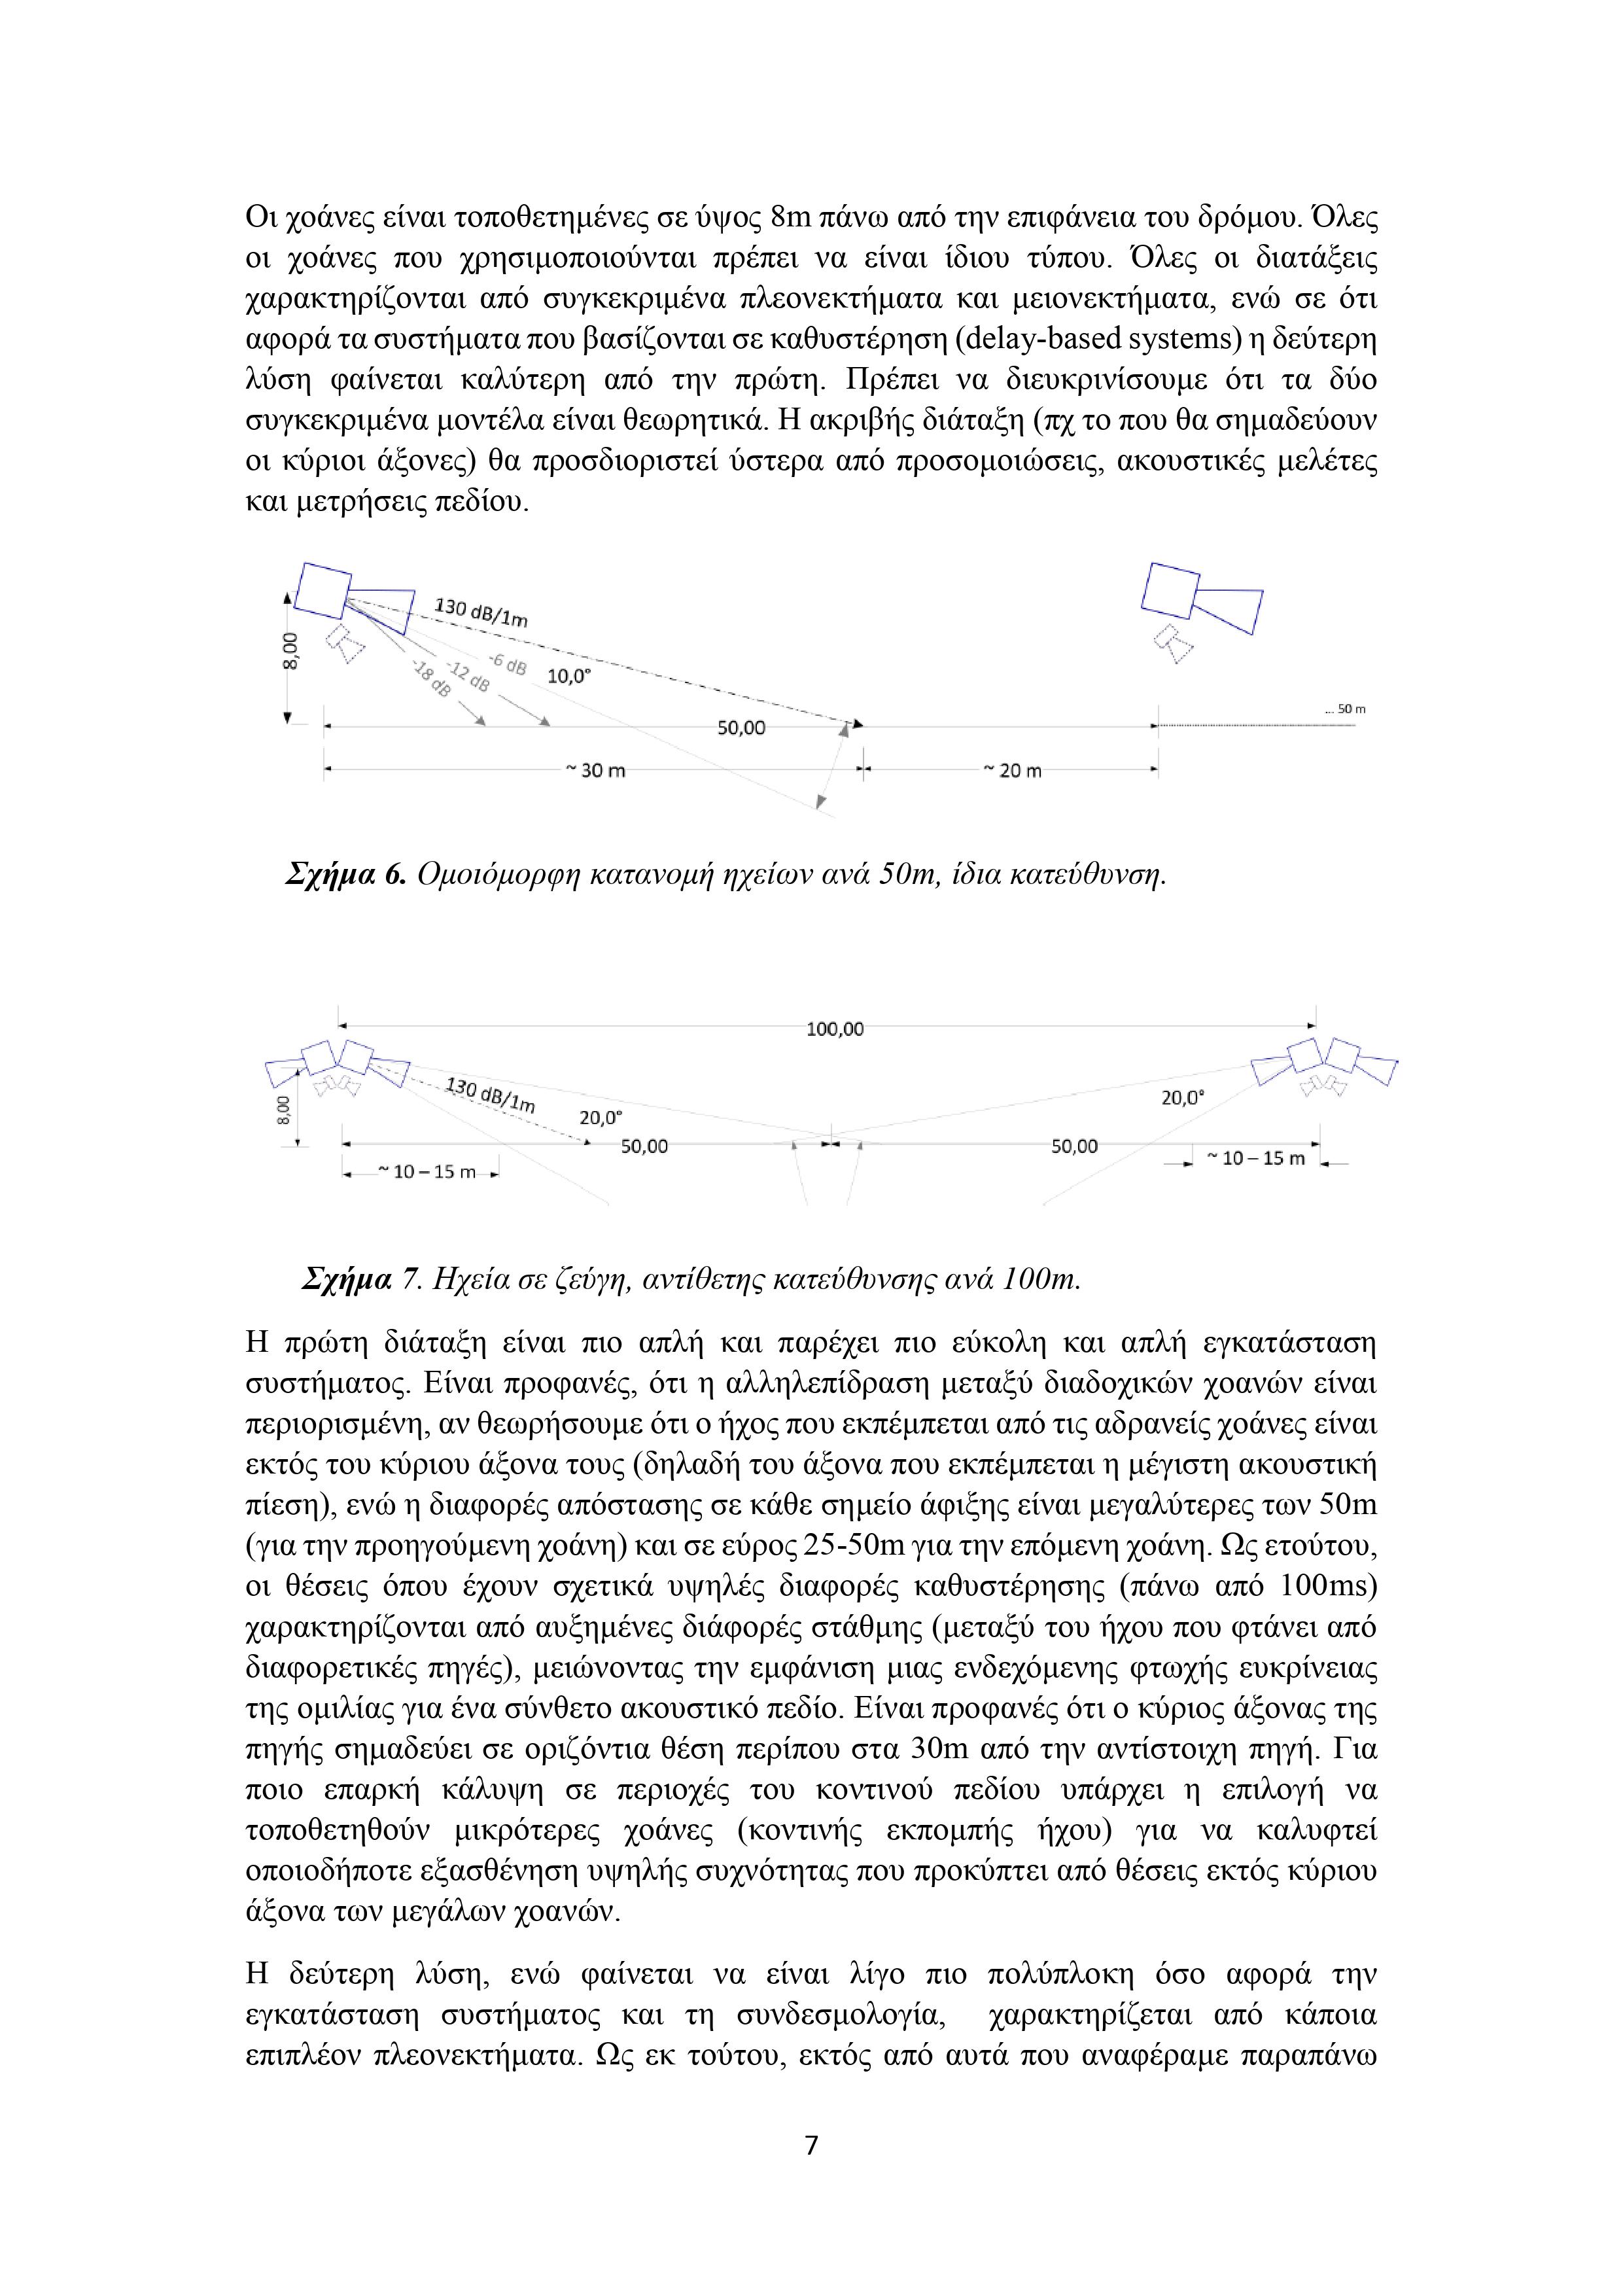 Οι χοάνες είναι τοποθετημένες σε ύψος 8m πάνω από την επιφάνεια του δρόμου. Όλες
οι χοάνες που χρησιμοποιούνται πρέπει να είναι ίδιου τύπου. Όλες οι διατάξεις
χαρακτηρίζονται από συγκεκριμένα πλεονεκτήματα και μειονεκτήματα, ενώ σε ότι
αφορά τα συστήματα που βασίζονται σε καθυστέρηση (delay-based systems) η δεύτερη
λύση φαίνεται καλύτερη από την πρώτη. Πρέπει να διευκρινίσουμε ότι τα δύο
συγκεκριμένα μοντέλα είναι θεωρητικά. Η ακριβής διάταξη (πχ το που θα σημαδεύουν
οι κύριοι άξονες) θα προσδιοριστεί ύστερα από προσομοιώσεις, ακουστικές μελέτες
και μετρήσεις πεδίου.
130 dB/1m
8,00
-6 dB
-12 dB
-18 dB
10,0°
50,00
... 50 m
~ 30 m
~ 20 m
Σχήμα 6. Ομοιόμορφη κατανομή ηχείων ανά 50m, ίδια κατεύθυνση.
100,00
130 dB/1m
8,00
20,0°
20,0°
50,00
50,00
~ 10 – 15 m
~ 10 – 15 m
Σχήμα 7. Ηχεία σε ζεύγη, αντίθετης κατεύθυνσης ανά 100m.
Η πρώτη διάταξη είναι πιο απλή και παρέχει πιο εύκολη και απλή εγκατάσταση
συστήματος. Είναι προφανές, ότι η αλληλεπίδραση μεταξύ διαδοχικών χοανών είναι
περιορισμένη, αν θεωρήσουμε ότι ο ήχος που εκπέμπεται από τις αδρανείς χοάνες είναι
εκτός του κύριου άξονα τους (δηλαδή του άξονα που εκπέμπεται η μέγιστη ακουστική
πίεση), ενώ η διαφορές απόστασης σε κάθε σημείο άφιξης είναι μεγαλύτερες των 50m
(για την προηγούμενη χοάνη) και σε εύρος 25-50m για την επόμενη χοάνη. Ως ετούτου,
οι θέσεις όπου έχουν σχετικά υψηλές διαφορές καθυστέρησης (πάνω από 100ms)
χαρακτηρίζονται από αυξημένες διάφορές στάθμης (μεταξύ του ήχου που φτάνει από
διαφορετικές πηγές), μειώνοντας την εμφάνιση μιας ενδεχόμενης φτωχής ευκρίνειας
της ομιλίας για ένα σύνθετο ακουστικό πεδίο. Είναι προφανές ότι ο κύριος άξονας της
πηγής σημαδεύει σε οριζόντια θέση περίπου στα 30m από την αντίστοιχη πηγή. Για
ποιο επαρκή κάλυψη σε περιοχές του κοντινού πεδίου υπάρχει η επιλογή να
τοποθετηθούν μικρότερες χοάνες (κοντινής εκπομπής ήχου) για να καλυφτεί
οποιοδήποτε εξασθένηση υψηλής συχνότητας που προκύπτει από θέσεις εκτός κύριου
άξονα των μεγάλων χοανών.
Η δεύτερη λύση, ενώ φαίνεται να είναι λίγο πιο πολύπλοκη όσο αφορά την
εγκατάσταση συστήματος και τη συνδεσμολογία, χαρακτηρίζεται από κάποια
επιπλέον πλεονεκτήματα. Ως εκ τούτου, εκτός από αυτά που αναφέραμε παραπάνω
7